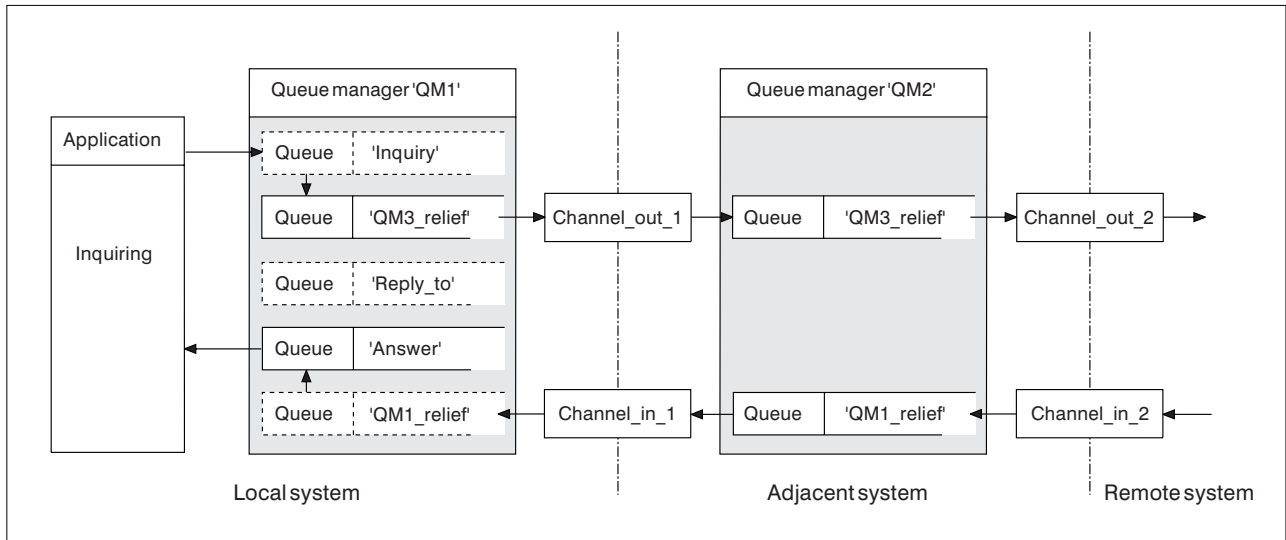 Queue manager 'QM1'
Queue manager 'QM2'
Application
Queue 'Inquiry'
Queue 'QM3_relief'
Channel_out_1
Queue 'QM3_relief'
Channel_out_2
Inquiring
Queue 'Reply_to'
Queue 'Answer'
Queue 'QM1_relief'
Channel_in_1
Queue 'QM1_relief'
Channel_in_2
Local system
Adjacent system
Remote system